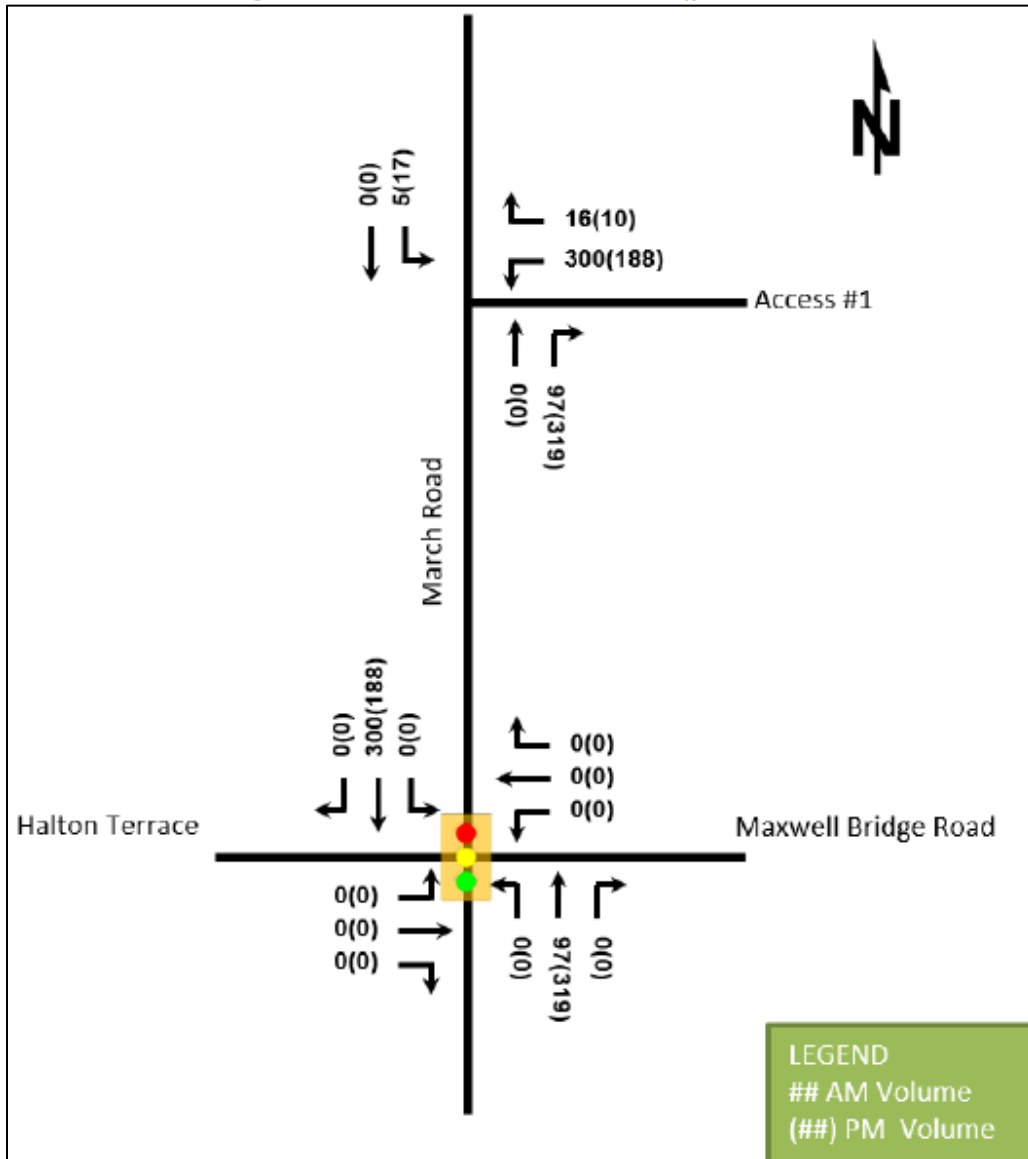 N
0(0)
5(17)
16(10)
300(188)
Access #1
0(0)
97(319)
March Road
0(0)
300(188)
0(0)
0(0)
0(0)
0(0)
Halton Terrace
Maxwell Bridge Road
0(0)
0(0)
0(0)
0(0)
97(319)
0(0)
LEGEND
## AM Volume
(##) PM Volume